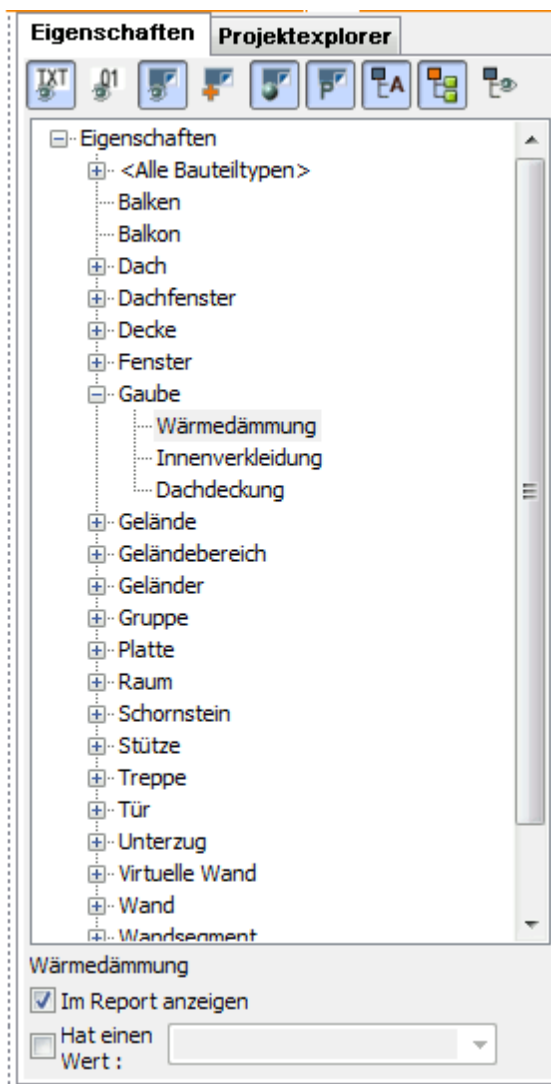 Eigenschaften Projektexplorer
TXT 01 P A
Eigenschaften
<Alle Bauteiltypen>
Balken
Balkon
Dach
Dachfenster
Decke
Fenster
Gaube
Wärmedämmung
Innenverkleidung
Dachdeckung
Gelände
Geländebereich
Geländer
Gruppe
Platte
Raum
Schornstein
Stütze
Treppe
Tür
Unterzug
Virtuelle Wand
Wand
Wandsegment
Wärmedämmung
Im Report anzeigen
Hat einen
Wert :